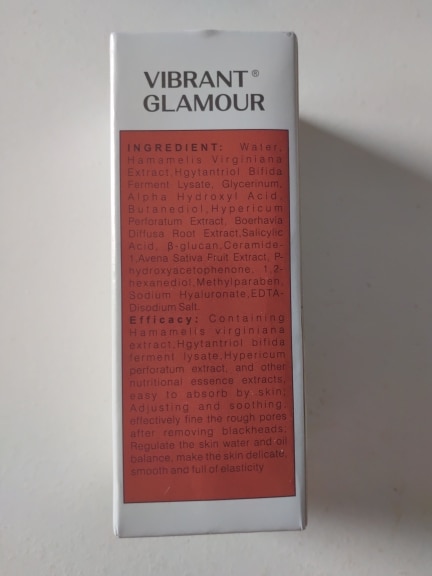 VIBRANT®
GLAMOUR
INGREDIENT: Water,
Hamamelis Virginiana
Extract,Hgytantriol Bifida
Ferment Lysate, Glycerinum,
Alpha Hydroxyl Acid,
Butanediol,Hypericum
Perforatum Extract, Boerhavia
Diffusa Root Extract,Salicylic
Acid, β-glucan,Ceramide-
1,Avena Sativa Fruit Extract, P-
hydroxyacetophenone, 1,2-
hexanediol,Methylparaben,
Sodium Hyaluronate,EDTA-
Disodium Salt.
Efficacy: Containing
Hamamelis virginiana
extract,Hgytantriol bifida
ferment lysate,Hypericum
perforatum extract, and other
nutritional essence extracts,
easy to absorb by skin;
Adjusting and soothing;
effectively fine the rough pores
after removing blackheads;
Regulate the skin water and oil
balance, make the skin delicate,
smooth and full of elasticity